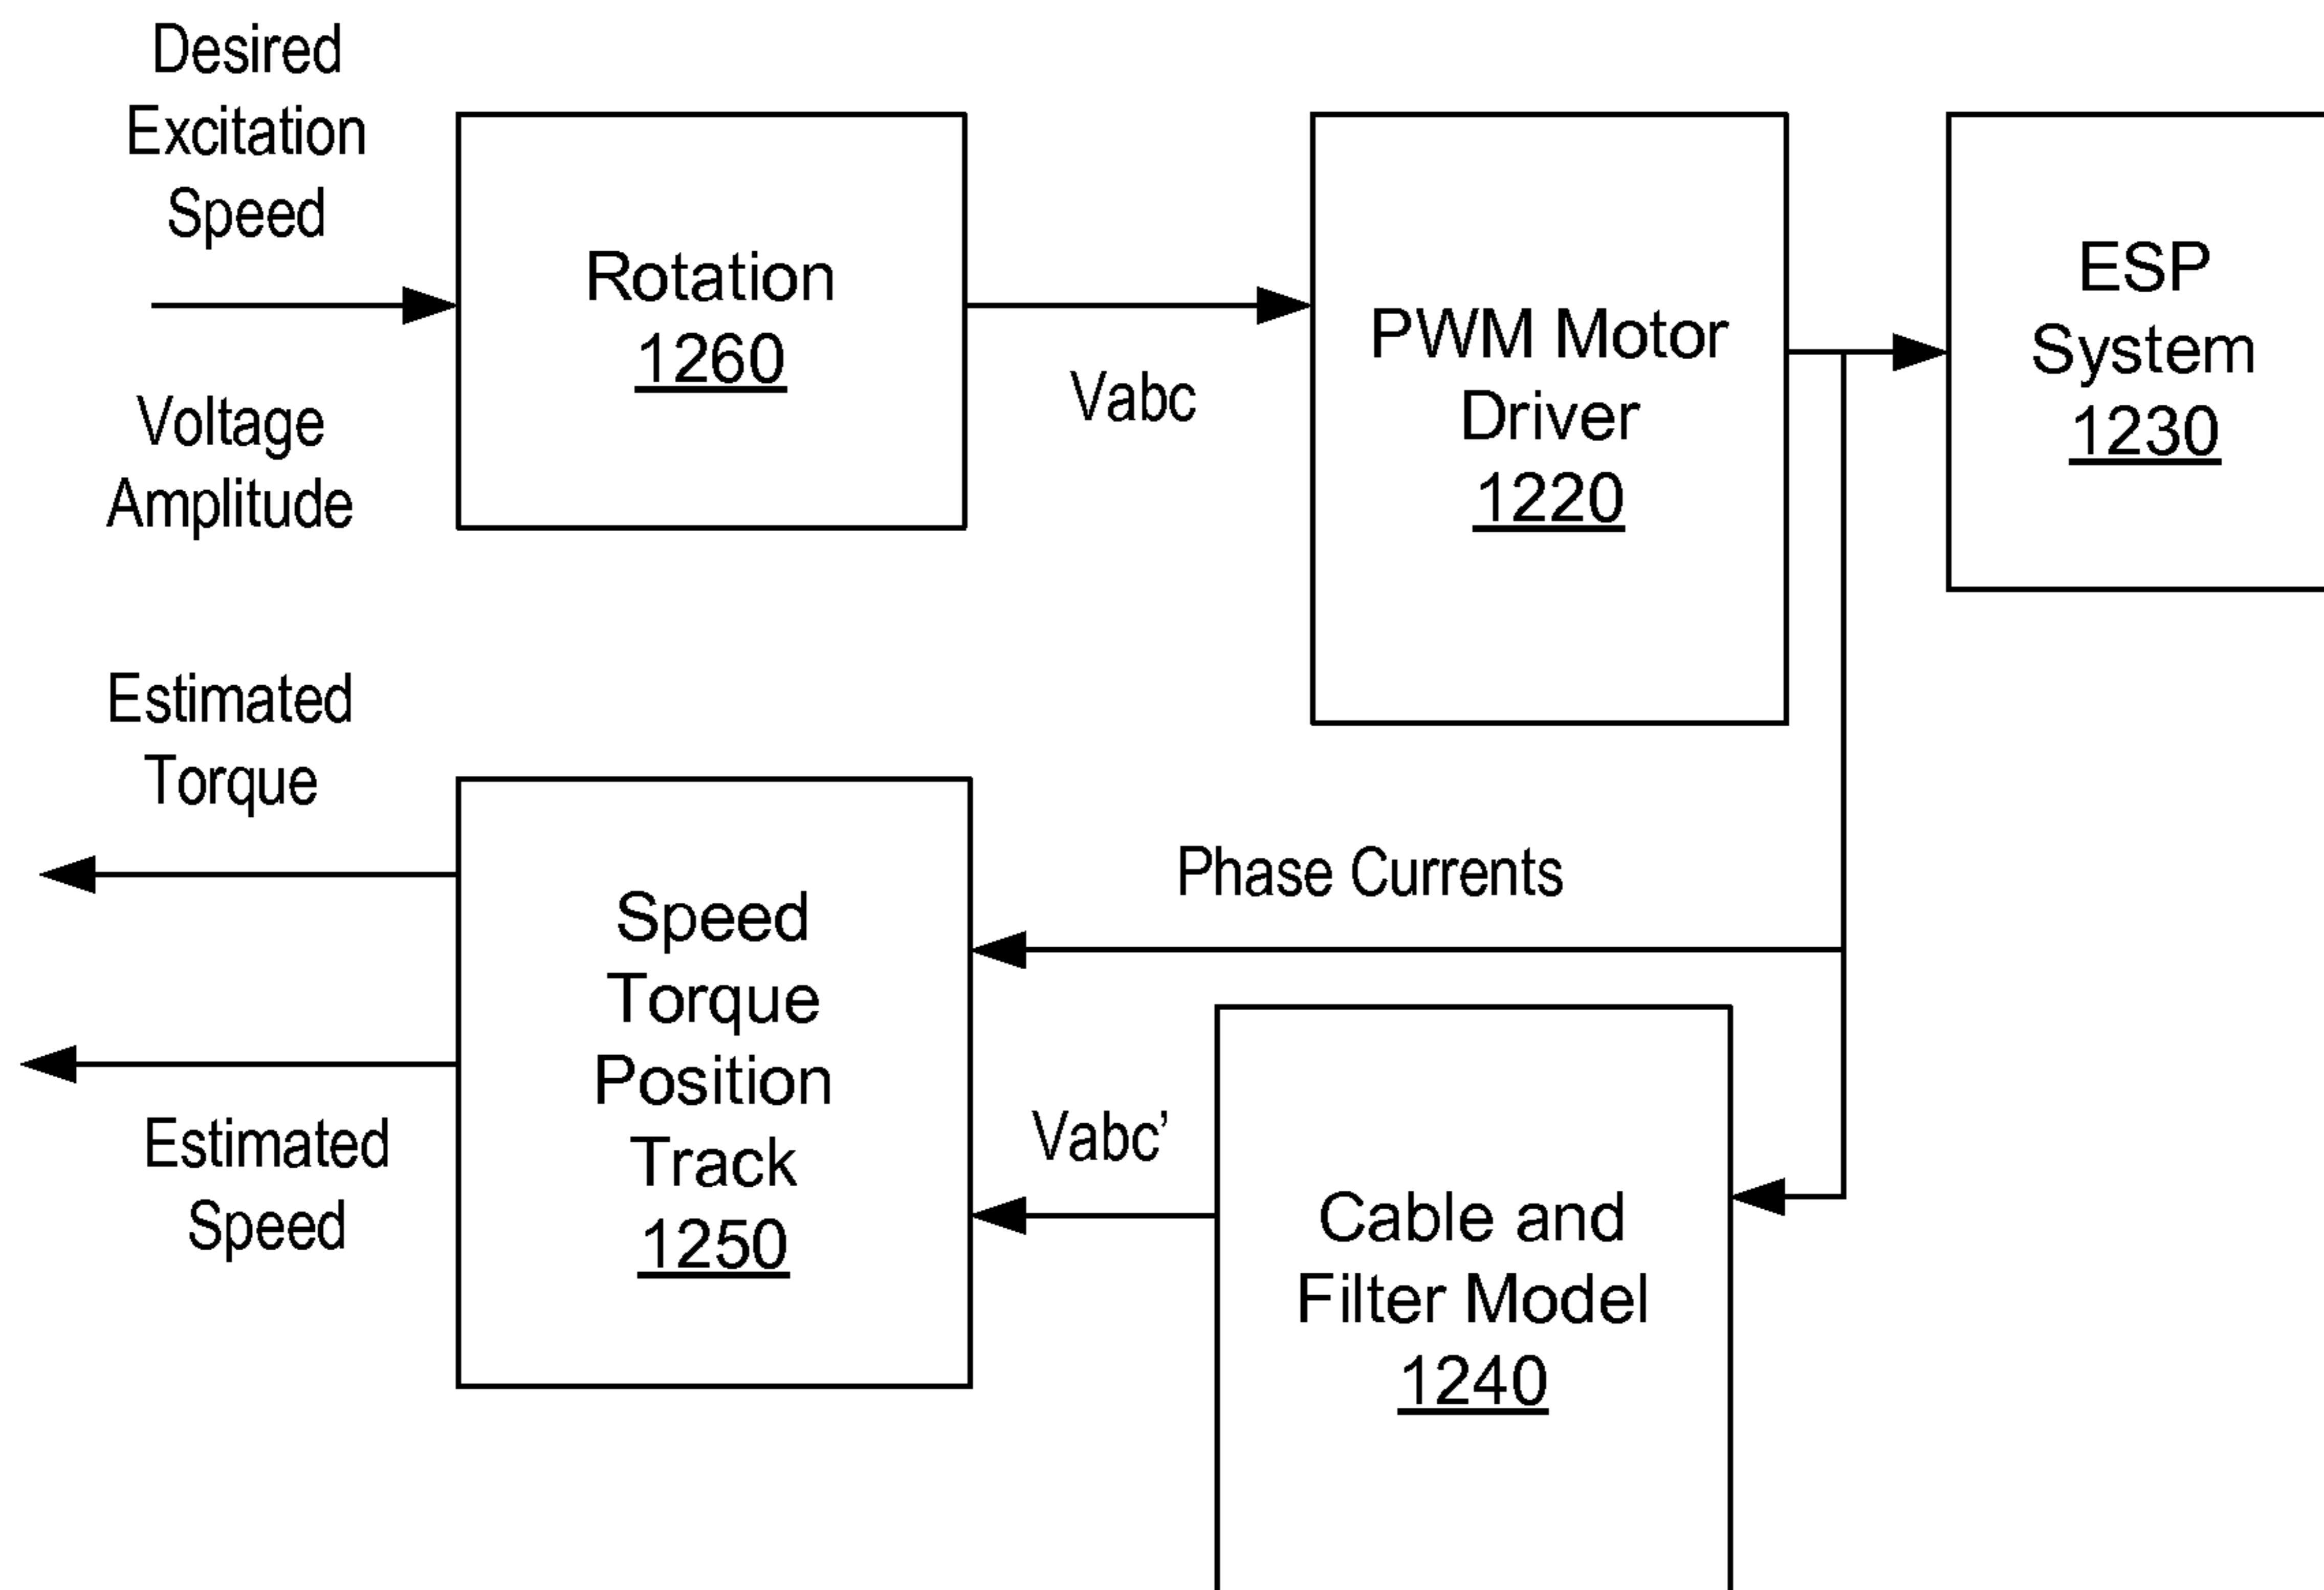 Desired
Excitation
Speed
Voltage
Amplitude
Rotation
1260
Vabc
PWM Motor
Driver
1220
ESP
System
1230
Estimated
Torque
Estimated
Speed
Speed
Torque
Position
Track
1250
Phase Currents
Vabc’
Cable and
Filter Model
1240